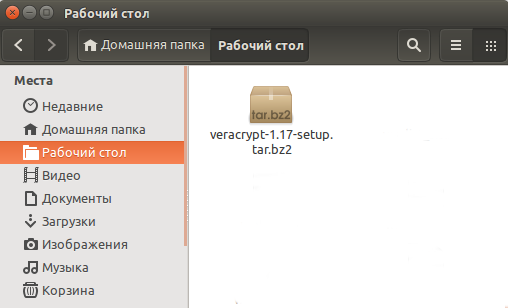 Рабочий стол
Домашняя папка
Рабочий стол
Места
Недавние
Домашняя папка
Рабочий стол
Видео
Документы
Загрузки
Изображения
Музыка
Корзина
tar.bz2
veracrypt-1.17-setup.
tar.bz2